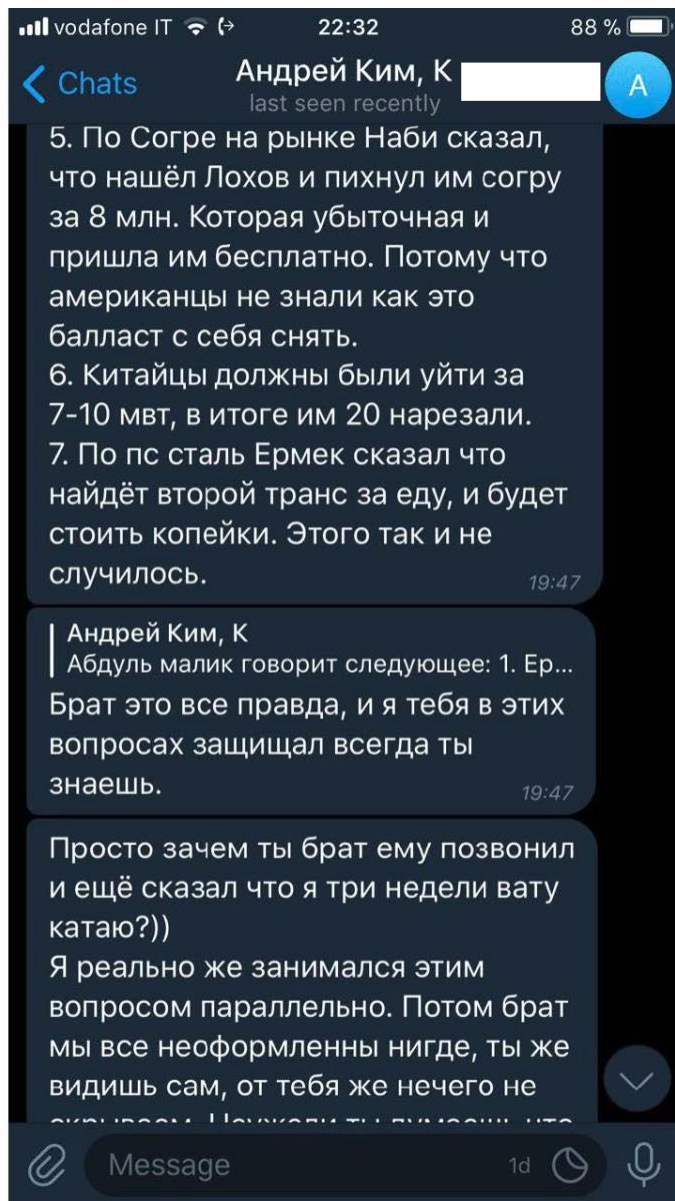 vodafone IT 22:32 88 %
Chats
Андрей Ким, К
last seen recently
A
5. По Согре на рынке Наби сказал,
что нашёл Лохов и пихнул им согру
за 8 млн. Которая убыточная и
пришла им бесплатно. Потому что
американцы не знали как это
балласт с себя снять.
6. Китайцы должны были уйти за
7-10 мвт, в итоге им 20 нарезали.
7. По пс сталь Ермек сказал что
найдёт второй транс за еду, и будет
стоить копейки. Этого так и не
случилось.
19:47
Андрей Ким, К
Абдуль малик говорит следующее: 1. Ер...
Брат это все правда, и я тебя в этих
вопросах защищал всегда ты
знаешь.
19:47
Просто зачем ты брат ему позвонил
и ещё сказал что я три недели вату
катаю?))
Я реально же занимался этим
вопросом параллельно. Потом брат
мы все неоформленны нигде, ты же
видишь сам, от тебя же нечего не
Message 1d